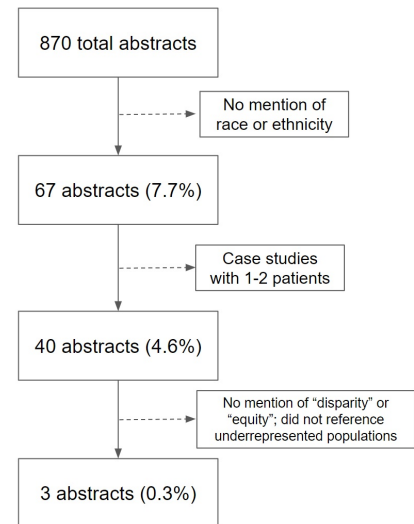 870 total abstracts
No mention of
race or ethnicity
67 abstracts (7.7%)
Case studies
with 1-2 patients
40 abstracts (4.6%)
No mention of “disparity” or
“equity”; did not reference
underrepresented populations
3 abstracts (0.3%)